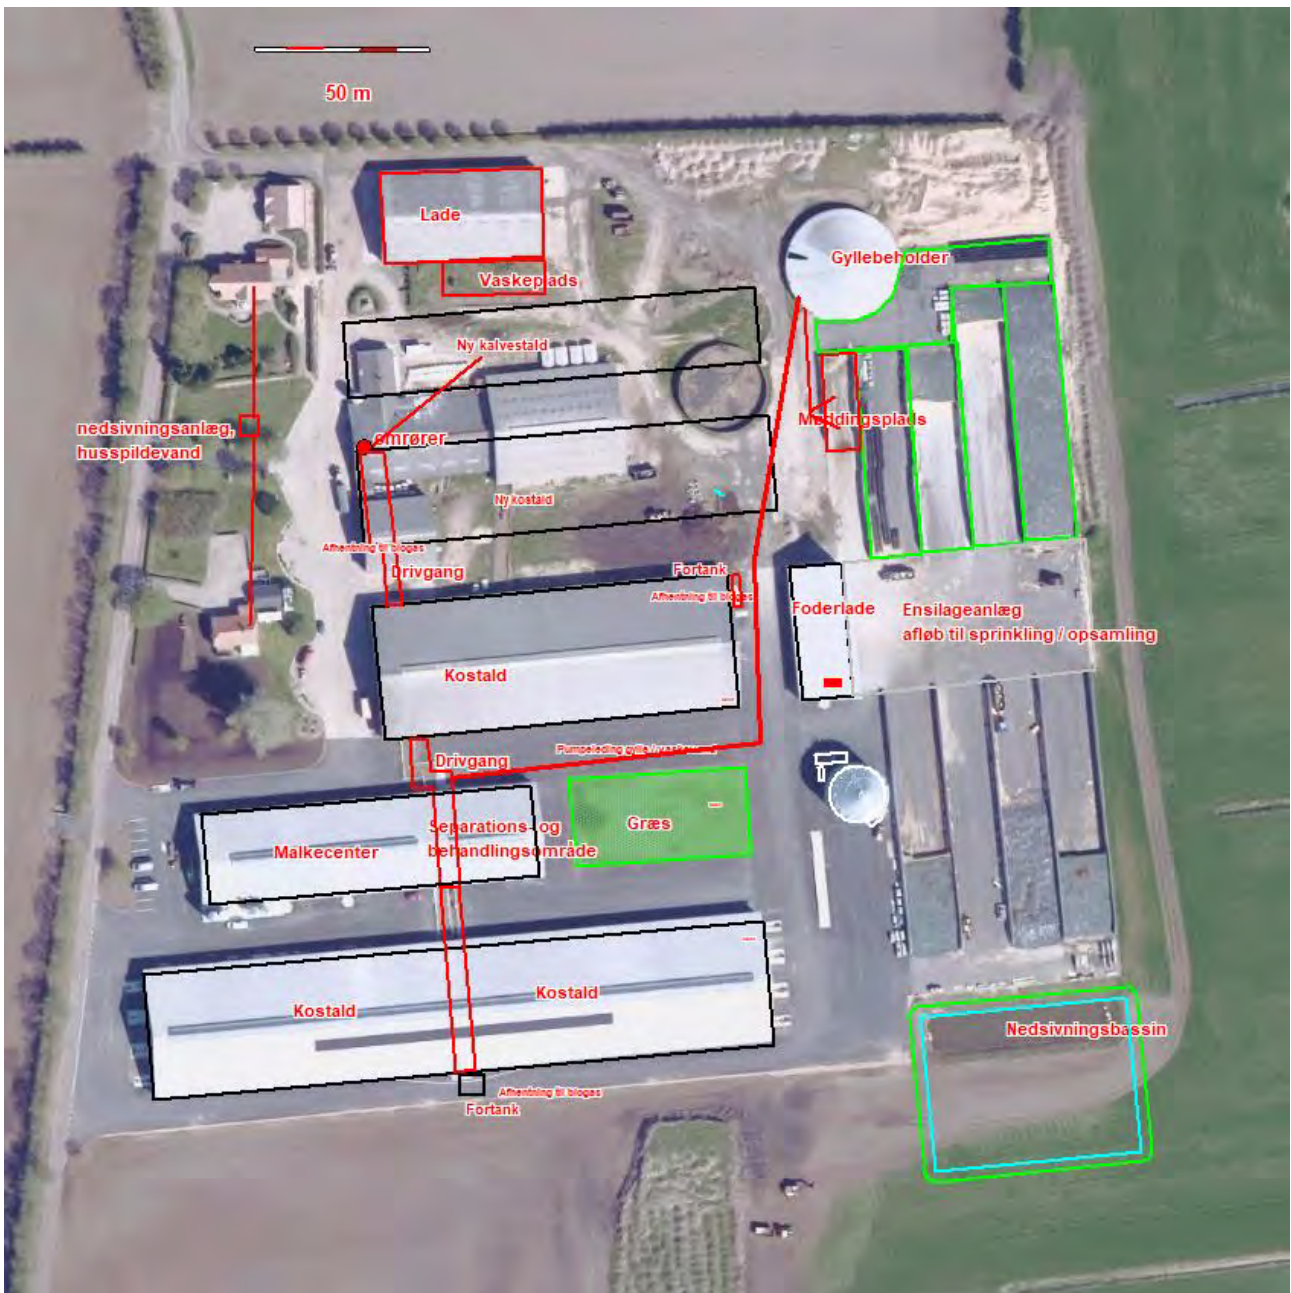 50 m
Lade
Vaskeplads
Gyllebeholder
Ny kalvestald
Møddingsplads
nedsivningsanlæg,
husspildevand
omrører
Ny kostald
Afhentning til biogas
Drivgang
Fortank
Afhentning til biogas
Foderlade
Ensilageanlæg
afløb til sprinkling / opsamling
Kostald
Pumpeledning gylle /
Drivgang
Græs
Separations- og
behandlingsområde
Malkecenter
Kostald
Kostald
Nedsivningsbassin
Afhentning til biogas
Fortank